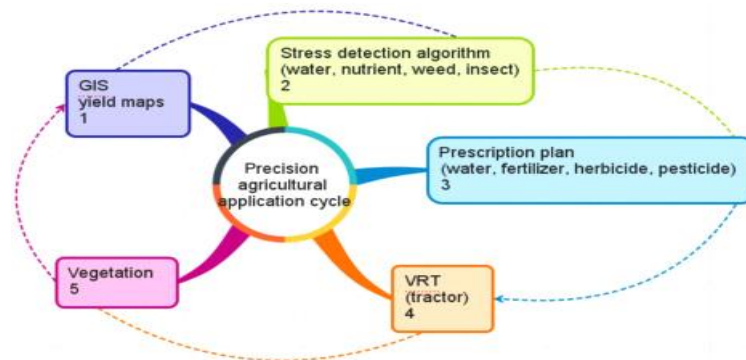 GIS
yield maps
1
Stress detection algorithm
(water, nutrient, weed, insect)
2
Prescription plan
(water, fertilizer, herbicide, pesticide)
3
Precision
agricultural
application cycle
Vegetation
5
VRT
(tractor)
4